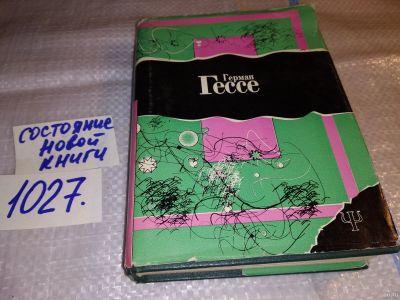 Герман
Гессе
состояние
новой
книги
1027.